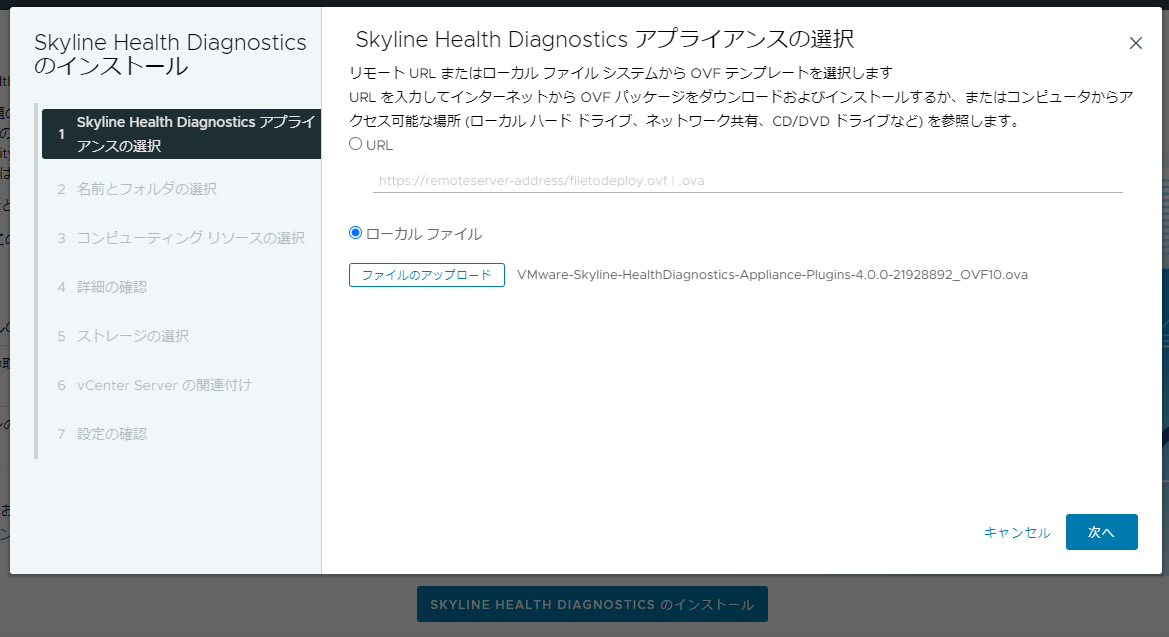 Skyline Health Diagnostics
のインストール
1 Skyline Health Diagnostics アプライ
アンスの選択
2 名前とフォルダの選択
3 コンピューティング リソースの選択
4 詳細の確認
5 ストレージの選択
6 vCenter Server の関連付け
7 設定の確認
Skyline Health Diagnostics アプライアンスの選択
リモート URL またはローカル ファイル システムから OVF テンプレートを選択します
URL を入力してインターネットから OVF パッケージをダウンロードおよびインストールするか、またはコンピュータからア
クセス可能な場所 (ローカル ハード ドライブ、ネットワーク共有、CD/DVD ドライブなど) を参照します。
URL
https://remoteserver-address/filetodeploy.ovf | .ova
ローカル ファイル
ファイルのアップロード VMware-Skyline-HealthDiagnostics-Appliance-Plugins-4.0.0-21928892_OVF10.ova
キャンセル 次へ
SKYLINE HEALTH DIAGNOSTICS のインストール